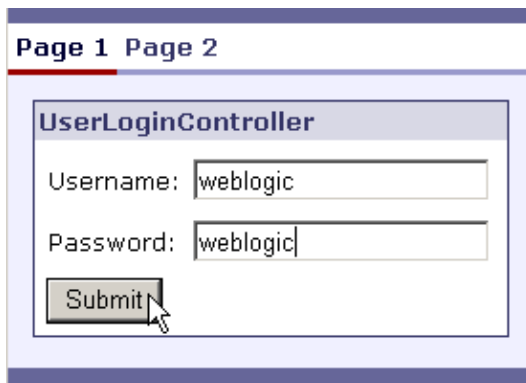 Page 1 Page 2
UserLoginController
Username: weblogic
Password: weblogic
Submit